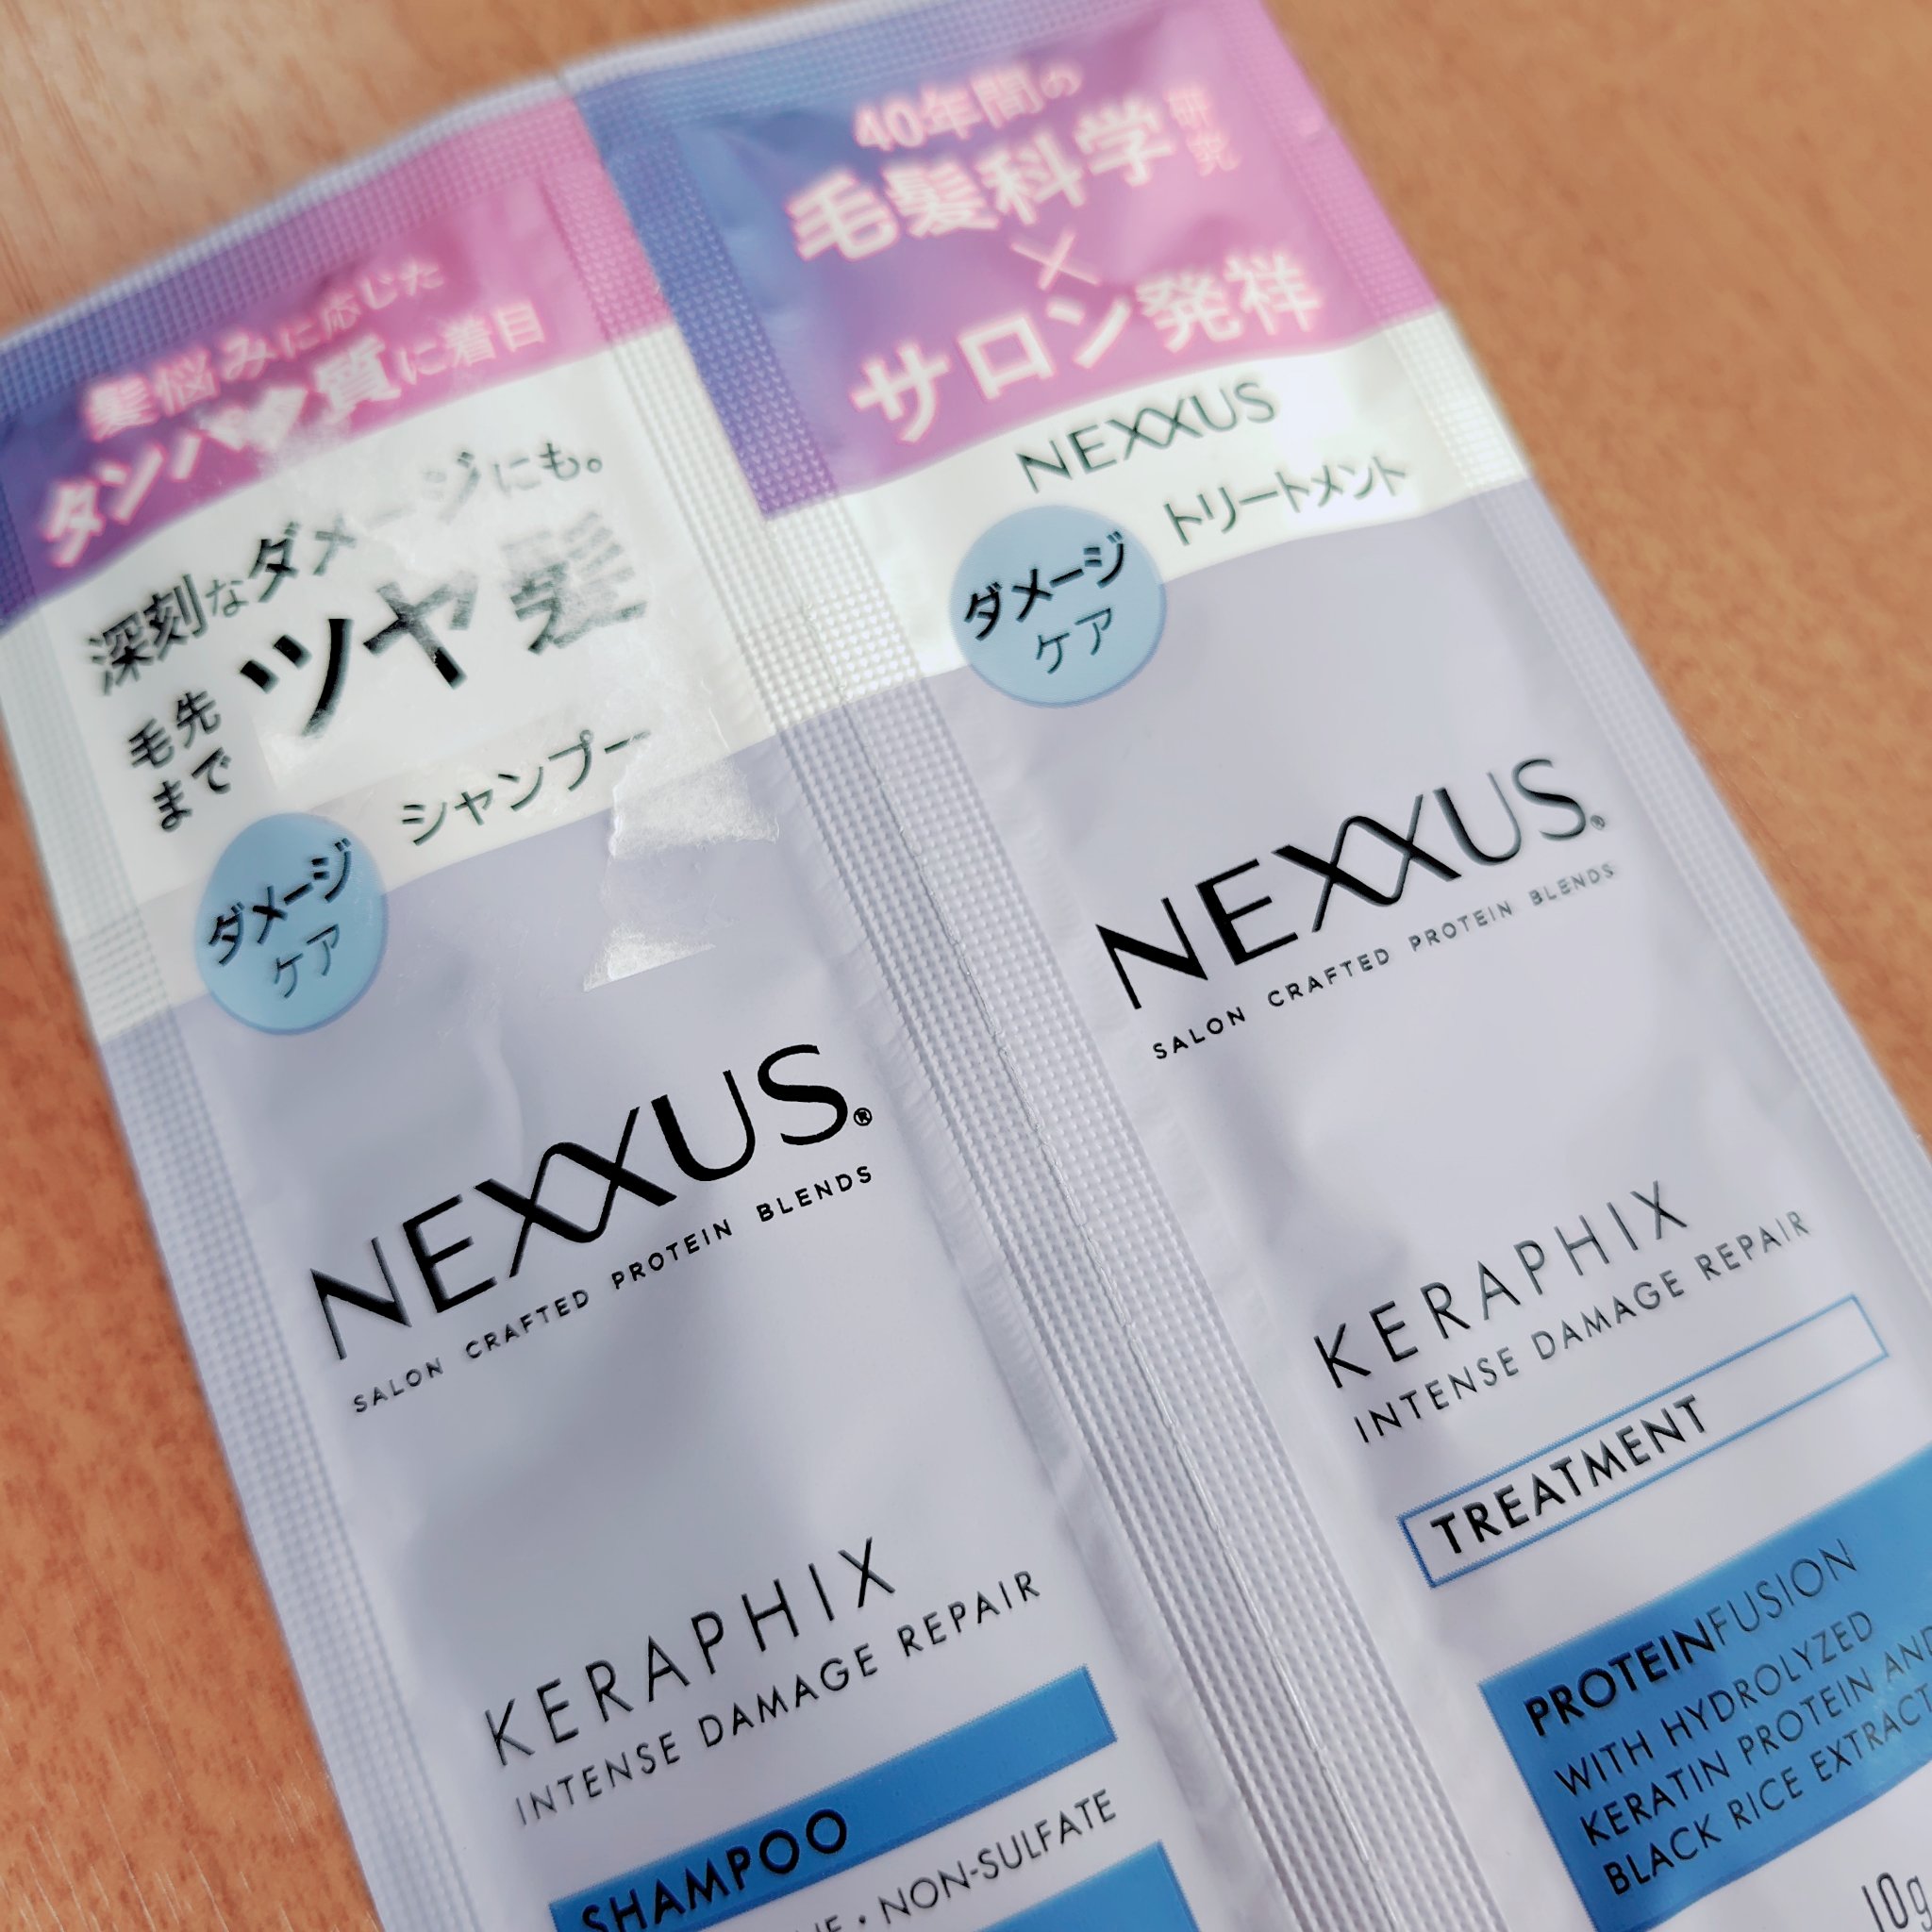 髪悩みに応じた
タンパク質に着目
深刻なダメージにも。
毛先
まで
ツヤ髪
シャンプー
ダメージ
ケア
NEXXUS®
SALON CRAFTED PROTEIN BLENDS
KERAPHIX
INTENSE DAMAGE REPAIR
SHAMPOO
NON-SULFATE
40年間の
毛髪科学研究
×
サロン発祥
NEXXUS
トリートメント
ダメージ
ケア
NEXXUS®
SALON CRAFTED PROTEIN BLENDS
KERAPHIX
INTENSE DAMAGE REPAIR
TREATMENT
PROTEINFUSION
WITH HYDROLYZED
KERATIN PROTEIN AND
BLACK RICE EXTRACT
10g